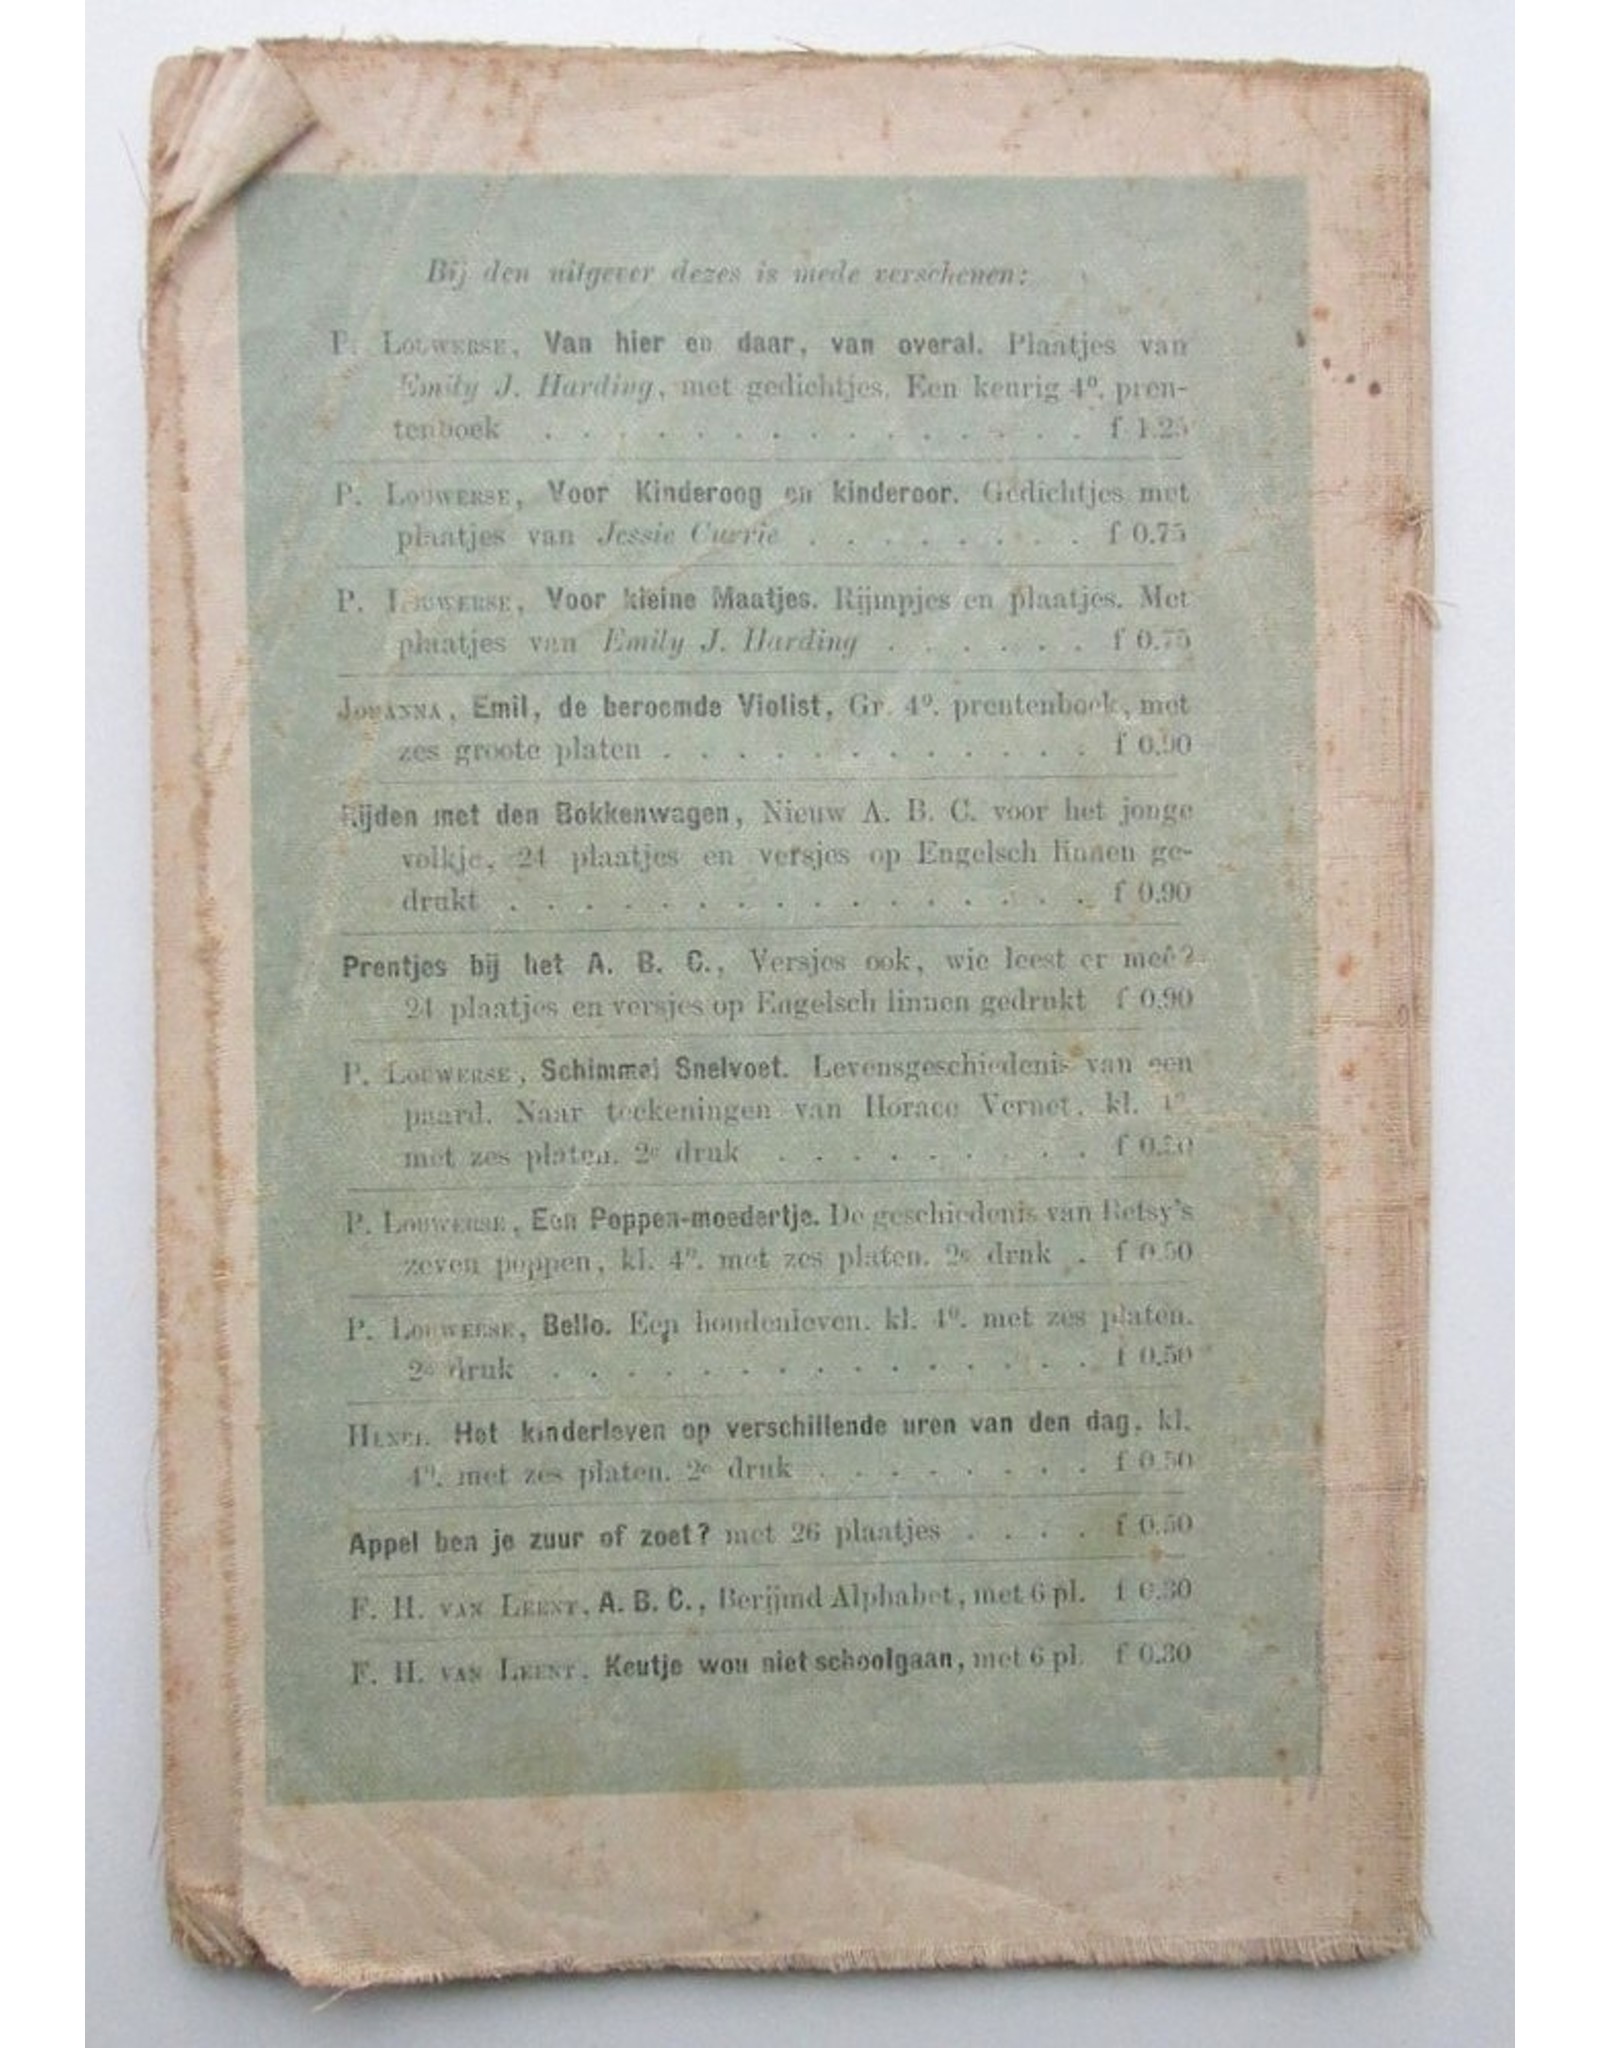 Bij den uitgever dezes is mede verschenen:
P. Louwerse, Van hier en daar, van overal. Plaatjes van
Emily J. Harding, met gedichtjes. Een keurig 4o. pren-
tenboek . . . . . . . . . . . . . . . f 1.25
P. Louwerse, Voor Kinderoog en kinderoor. Gedichtjes met
plaatjes van Jessie Currie . . . . . . . . f 0.75
P. Louwerse, Voor kleine Maatjes. Rijmpjes en plaatjes. Met
plaatjes van Emily J. Harding . . . . . . f 0.75
Johanna, Emil, de beroemde Violist, Gr. 4o. prentenboek, met
zes groote platen . . . . . . . . . . . . f 0.90
Rijden met den Bokkenwagen, Nieuw A. B. C. voor het jonge
volkje, 24 plaatjes en versjes op Engelsch linnen ge-
drukt . . . . . . . . . . . . . . . . f 0.90
Prentjes bij het A. B. C., Versjes ook, wie leest er meê?
24 plaatjes en versjes op Engelsch linnen gedrukt f 0.90
P. Louwerse, Schimmel Snelvoet. Levensgeschiedenis van een
paard. Naar teekeningen van Horace Vernet. kl. 4o
met zes platen. 2e druk . . . . . . . . . f
P. Louwerse, Een Poppen-moedertje. De geschiedenis van Betsy's
zeven poppen, kl. 4o. met zes platen. 2e druk . f 0.50
P. Louwerse, Bello. Een hondenleven. kl. 4o. met zes platen.
2e druk . . . . . . . . . . . . . . . f 0.50
Het kinderleven op verschillende uren van den dag, kl.
4o. met zes platen. 2e druk . . . . . . . . f 0.50
Appel ben je zuur of zoet? met 26 plaatjes . . . . f 0.50
F. H. van Leent, A. B. C., Berijmd Alphabet, met 6 pl. f 0.30
F. H. van Leent, Keutje wou niet schoolgaan, met 6 pl. f 0.30